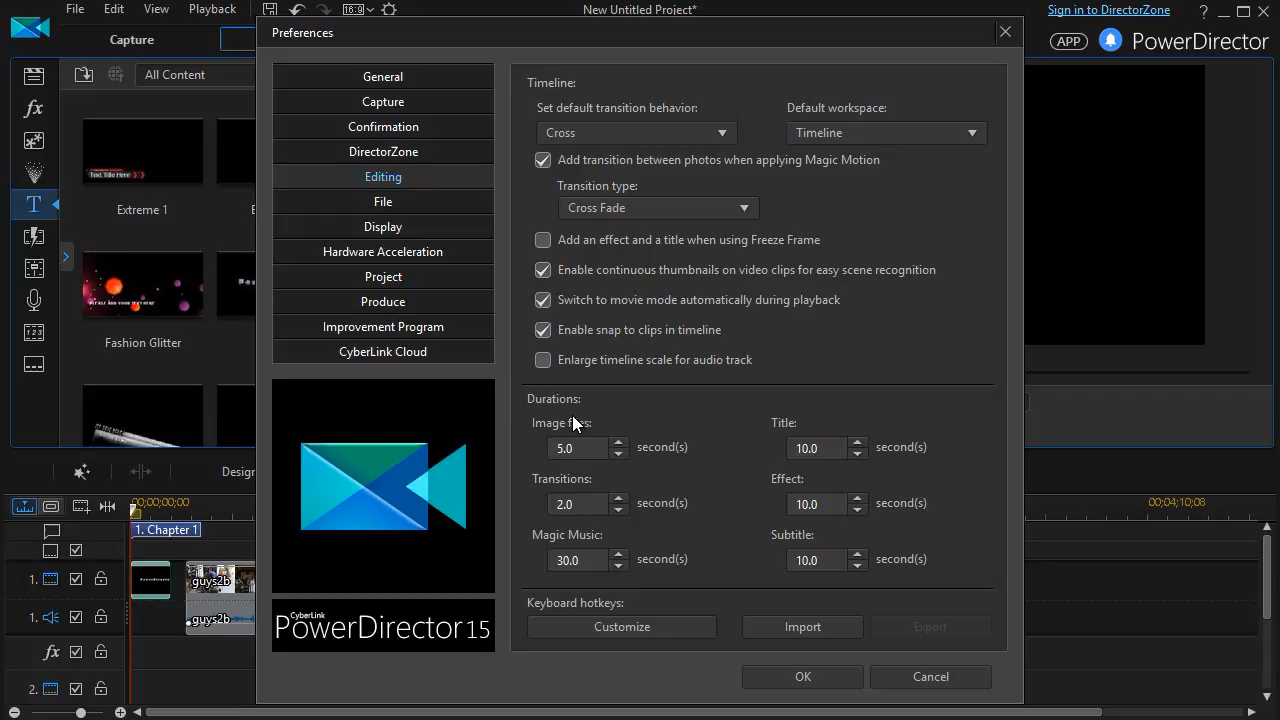 File Edit View Playback
16:9
New Untitled Project*
Sign in to DirectorZone
?
Capture
APP
PowerDirector
All Content
Extreme 1
Fashion Glitter
Text Title Here
fx
T
Preferences
General
Capture
Confirmation
DirectorZone
Editing
File
Display
Hardware Acceleration
Project
Produce
Improvement Program
CyberLink Cloud
CyberLink
PowerDirector 15
Timeline:
Set default transition behavior: Default workspace:
Cross Timeline
Add transition between photos when applying Magic Motion
Transition type:
Cross Fade
Add an effect and a title when using Freeze Frame
Enable continuous thumbnails on video clips for easy scene recognition
Switch to movie mode automatically during playback
Enable snap to clips in timeline
Enlarge timeline scale for audio track
Durations:
Image files: Title:
5.0 second(s) 10.0 second(s)
Transitions: Effect:
2.0 second(s) 10.0 second(s)
Magic Music: Subtitle:
30.0 second(s) 10.0 second(s)
Keyboard hotkeys:
Customize Import Export
OK Cancel
Design
00;00;00;00
00;04;10;08
1. Chapter 1
1.
guys2b
1.
guys2b
fx
2.